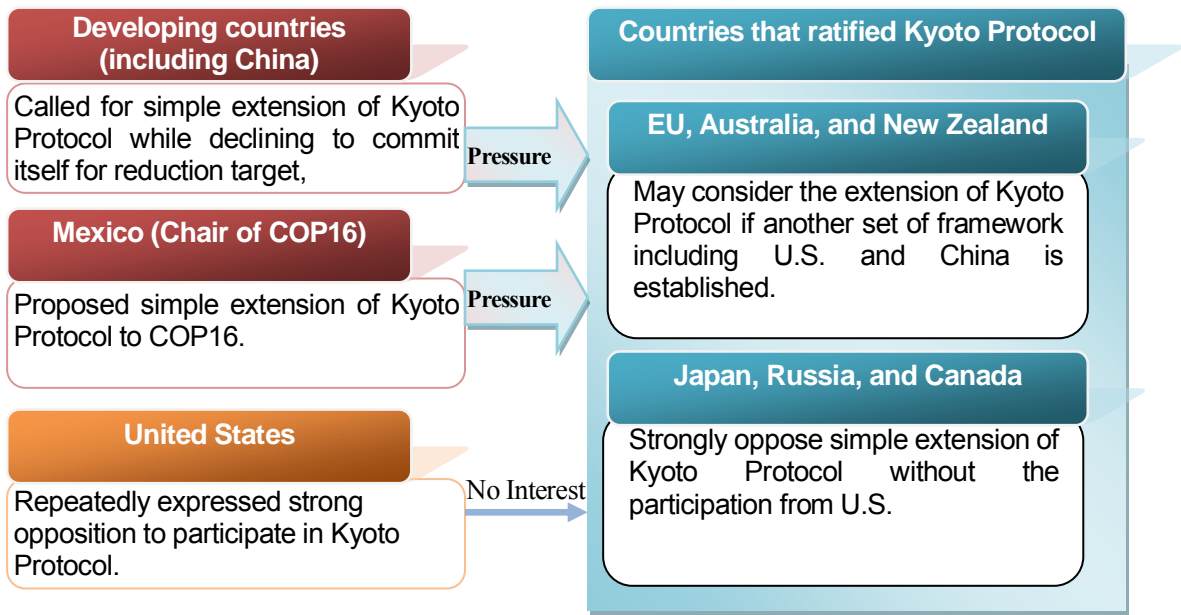 Developing countries
(including China)
Called for simple extension of Kyoto
Protocol while declining to commit
itself for reduction target,
Pressure
Mexico (Chair of COP16)
Proposed simple extension of Kyoto
Protocol to COP16.
Pressure
United States
Repeatedly expressed strong
opposition to participate in Kyoto
Protocol.
No Interest
Countries that ratified Kyoto Protocol
EU, Australia, and New Zealand
May consider the extension of Kyoto
Protocol if another set of framework
including U.S. and China is
established.
Japan, Russia, and Canada
Strongly oppose simple extension of
Kyoto Protocol without the
participation from U.S.